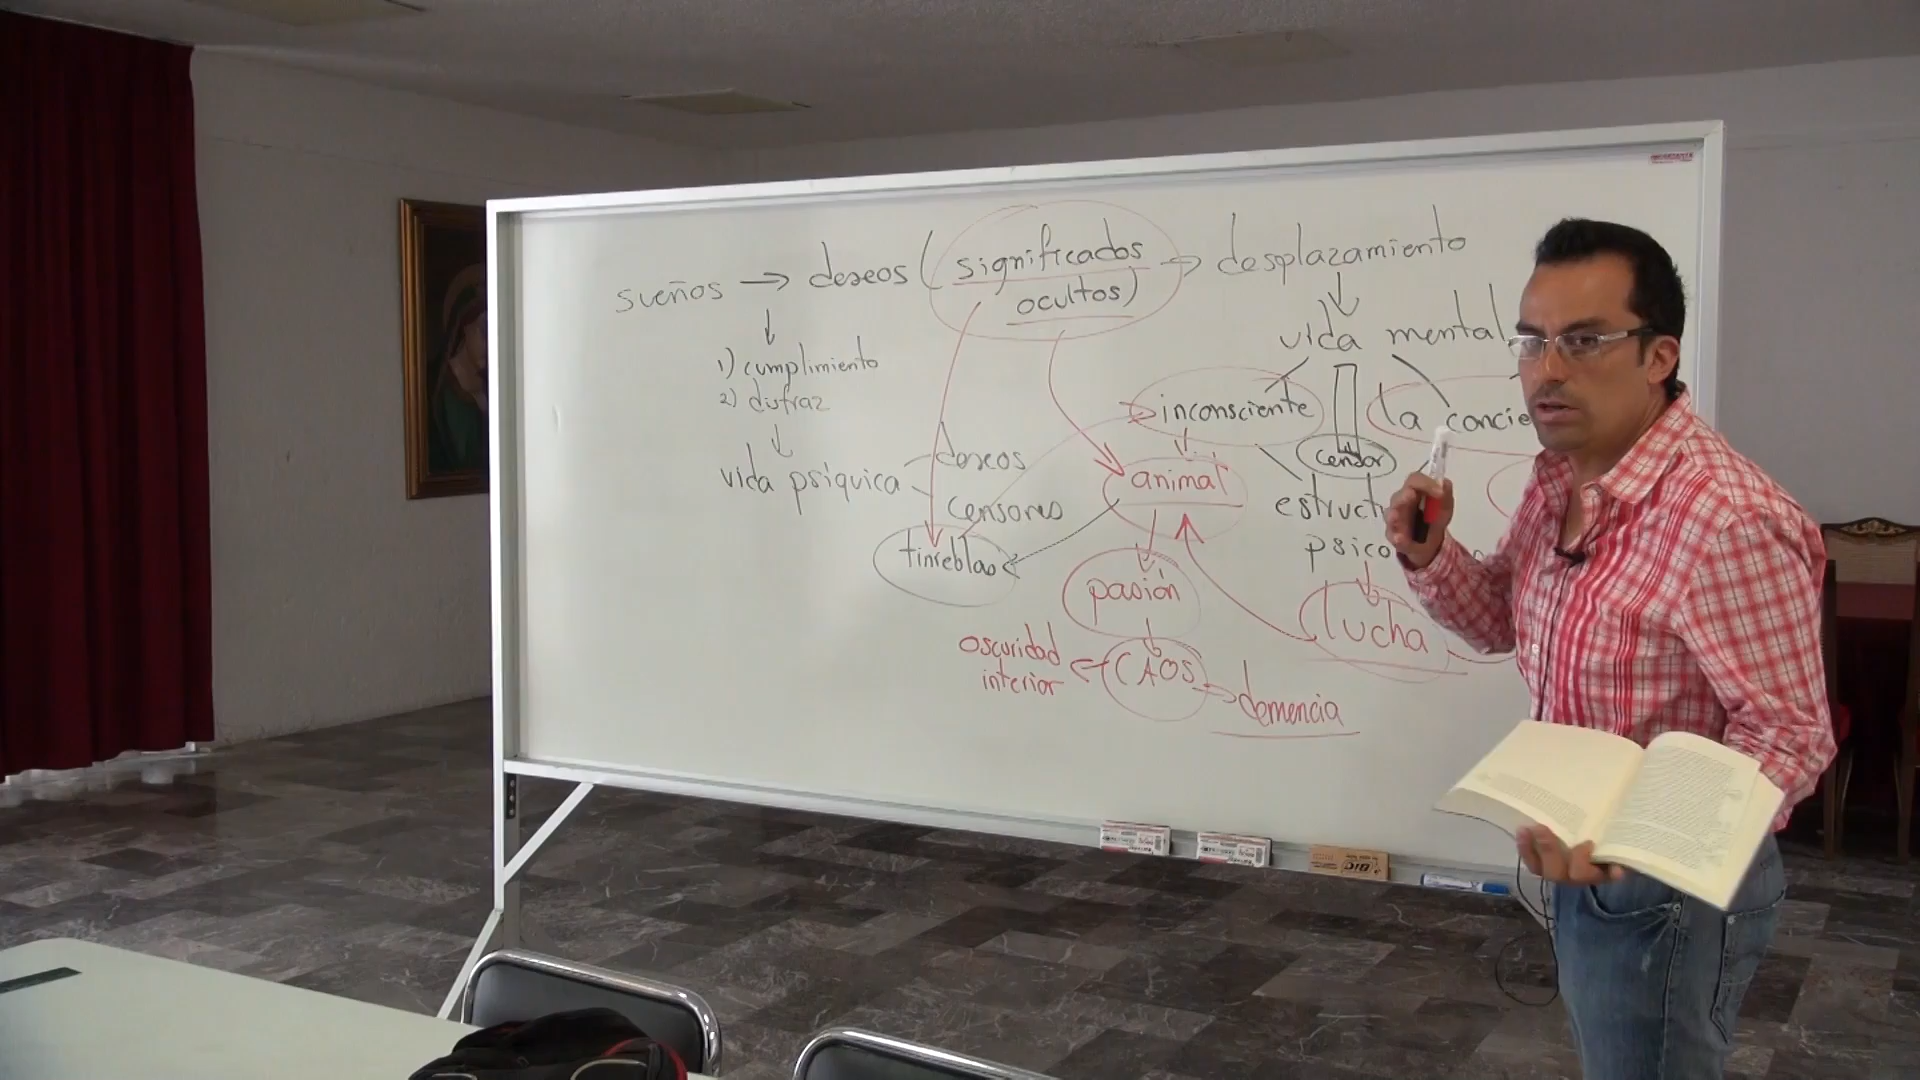 sueños → deseos (significados
ocultos) → desplazamiento
1) cumplimiento
2) disfraz
vida psíquica
deseos
censores
tinieblas
vida mental
inconsciente
censor
la concie
animal
estruct
psico
pasión
lucha
CAOS
oscuridad
interior
demencia
BIC